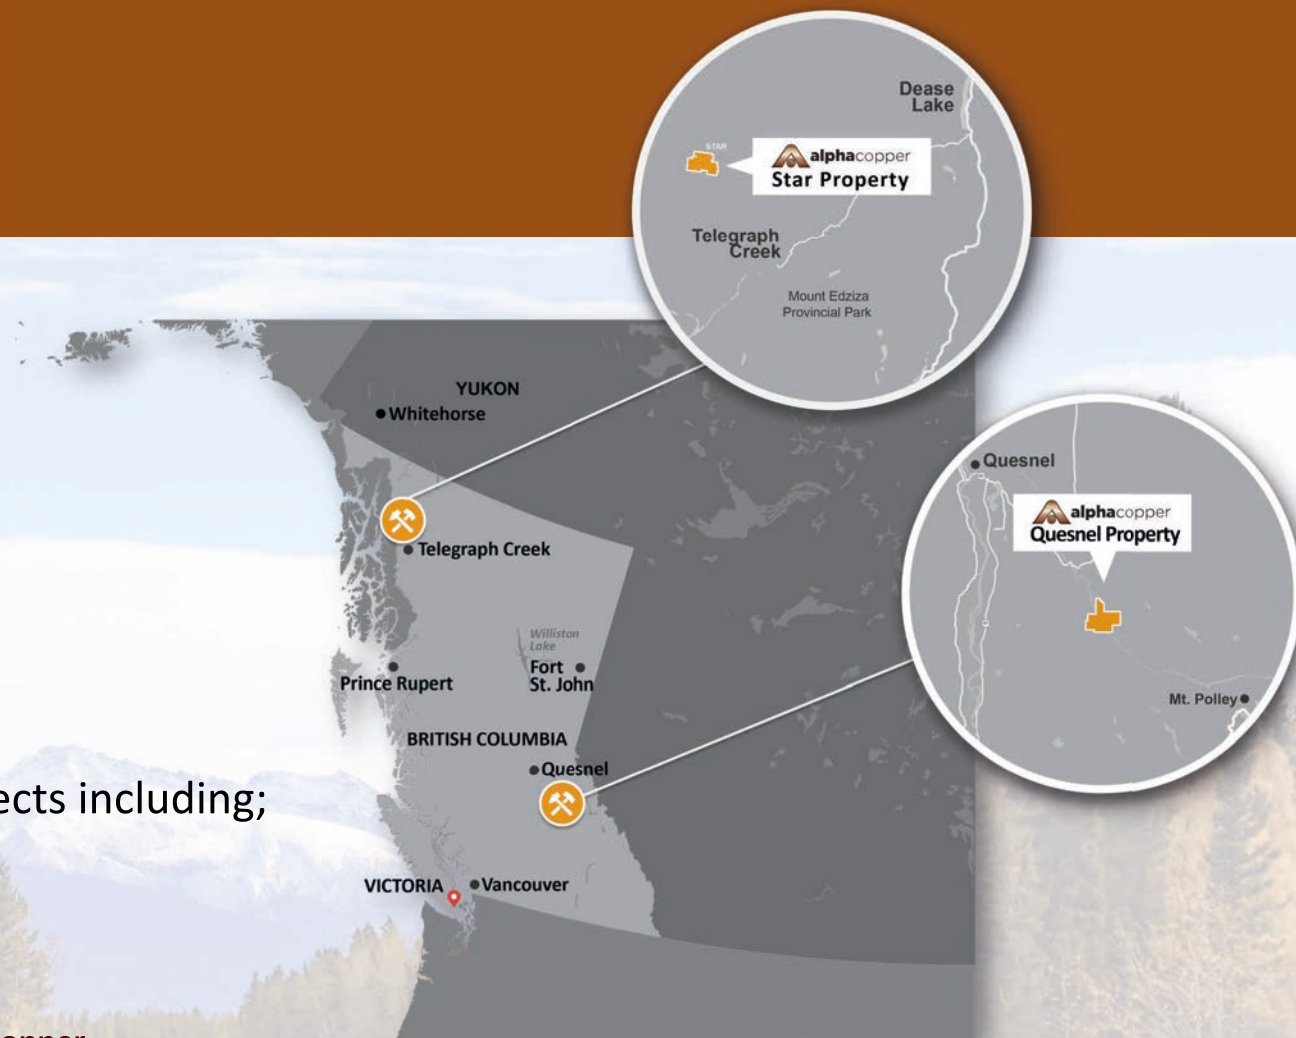 Dease
Lake
STAR
alphacopper
Star Property
Telegraph
Creek
Mount Edziza
Provincial Park
YUKON
Whitehorse
Quesnel
alphacopper
Quesnel Property
Telegraph Creek
Williston
Lake
Fort
St. John
Prince Rupert
Mt. Polley
BRITISH COLUMBIA
Quesnel
ects including;
VICTORIA
Vancouver